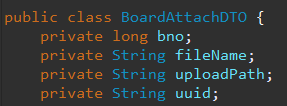 public class BoardAttachDTO {
    private long bno;
    private String fileName;
    private String uploadPath;
    private String uuid;